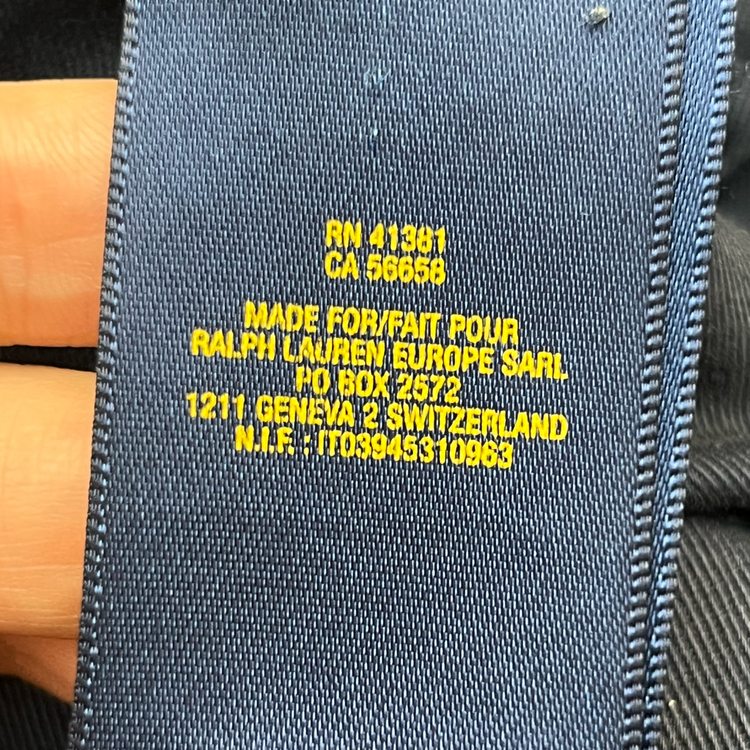 RN 41381
CA 56658
MADE FOR/FAIT POUR
RALPH LAUREN EUROPE SARL
PO BOX 2572
1211 GENEVA 2 SWITZERLAND
N.I.F. : IT03945310963